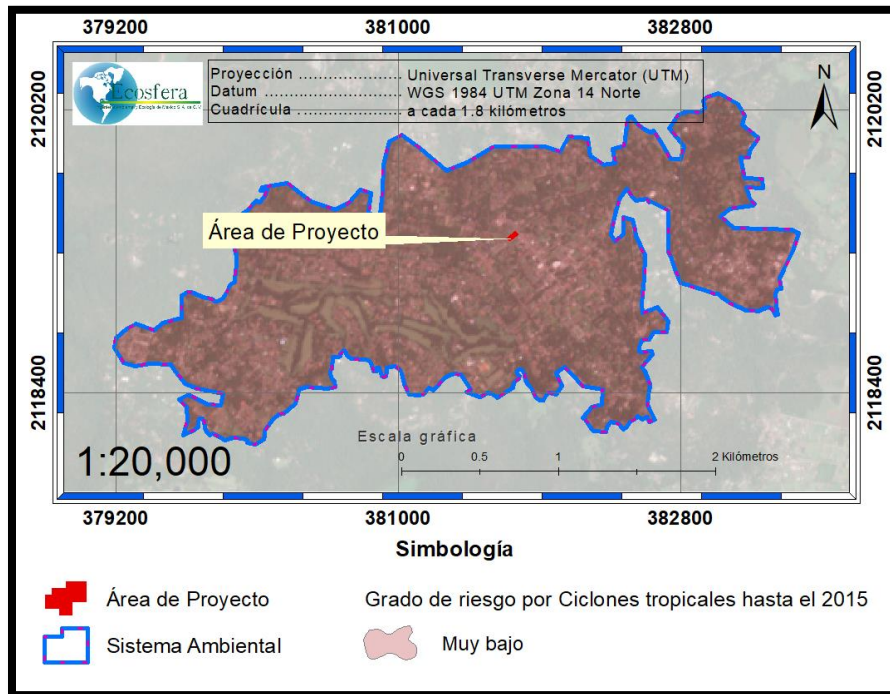 379200 381000 382800
Ecosfera
Proyección ........................ Universal Transverse Mercator (UTM)
Datum ............................... WGS 1984 UTM Zona 14 Norte
Cuadrícula ........................ a cada 1.8 kilómetros
N
2120200 2120200
Área de Proyecto
2118400 2118400
Escala gráfica
1:20,000
0 0.5 1 2 Kilómetros
379200 381000 382800
Simbología
Área de Proyecto
Grado de riesgo por Ciclones tropicales hasta el 2015
Sistema Ambiental
Muy bajo